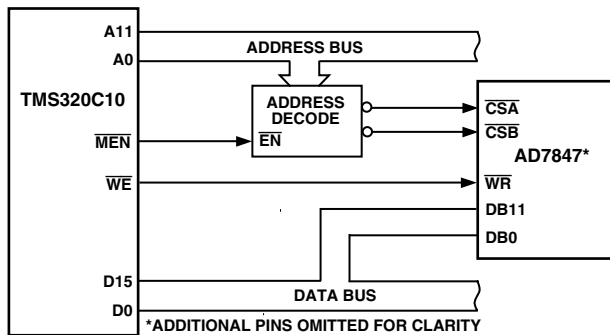 A11
ADDRESS BUS
A0
TMS320C10
ADDRESS
DECODE
CSA
MEN
EN
CSB
AD7847*
WE
WR
DB11
DB0
D15
DATA BUS
D0
*ADDITIONAL PINS OMITTED FOR CLARITY